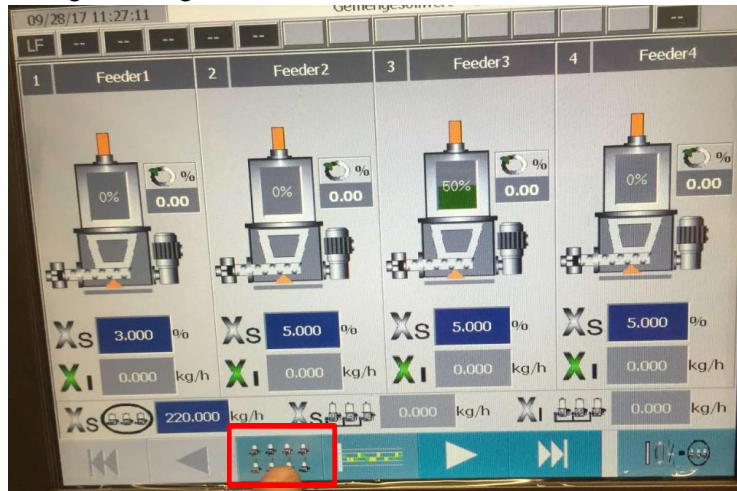 09/28/17 11:27:11
LF -- -- -- -- -- --
1 Feeder1 2 Feeder2 3 Feeder3 4 Feeder4
% % % %
0% 0.00 0% 0.00 50% 0.00 0% 0.00
XS 3.000 % XS 5.000 % XS 5.000 % XS 5.000 %
XI 0.000 kg/h XI 0.000 kg/h XI 0.000 kg/h XI 0.000 kg/h
XS 220.000 kg/h XS 0.000 kg/h XI 0.000 kg/h